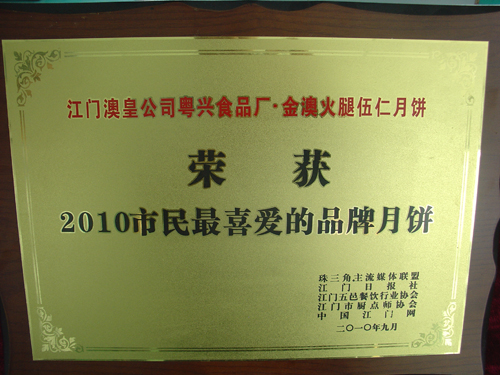 江门澳皇公司粤兴食品厂·金澳火腿伍仁月饼
荣获
2010市民最喜爱的品牌月饼
珠三角主流媒体联盟
江门日报社
江门五邑餐饮行业协会
江门市厨点师协会
中国江门网
二〇一〇年九月